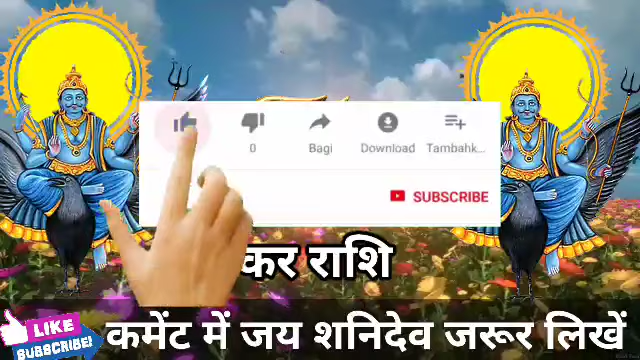 0 Bagi Download Tambahk...
SUBSCRIBE
कर राशि
LIKE
SUBSCRIBE!
कमेंट में जय शनिदेव जरूर लिखें